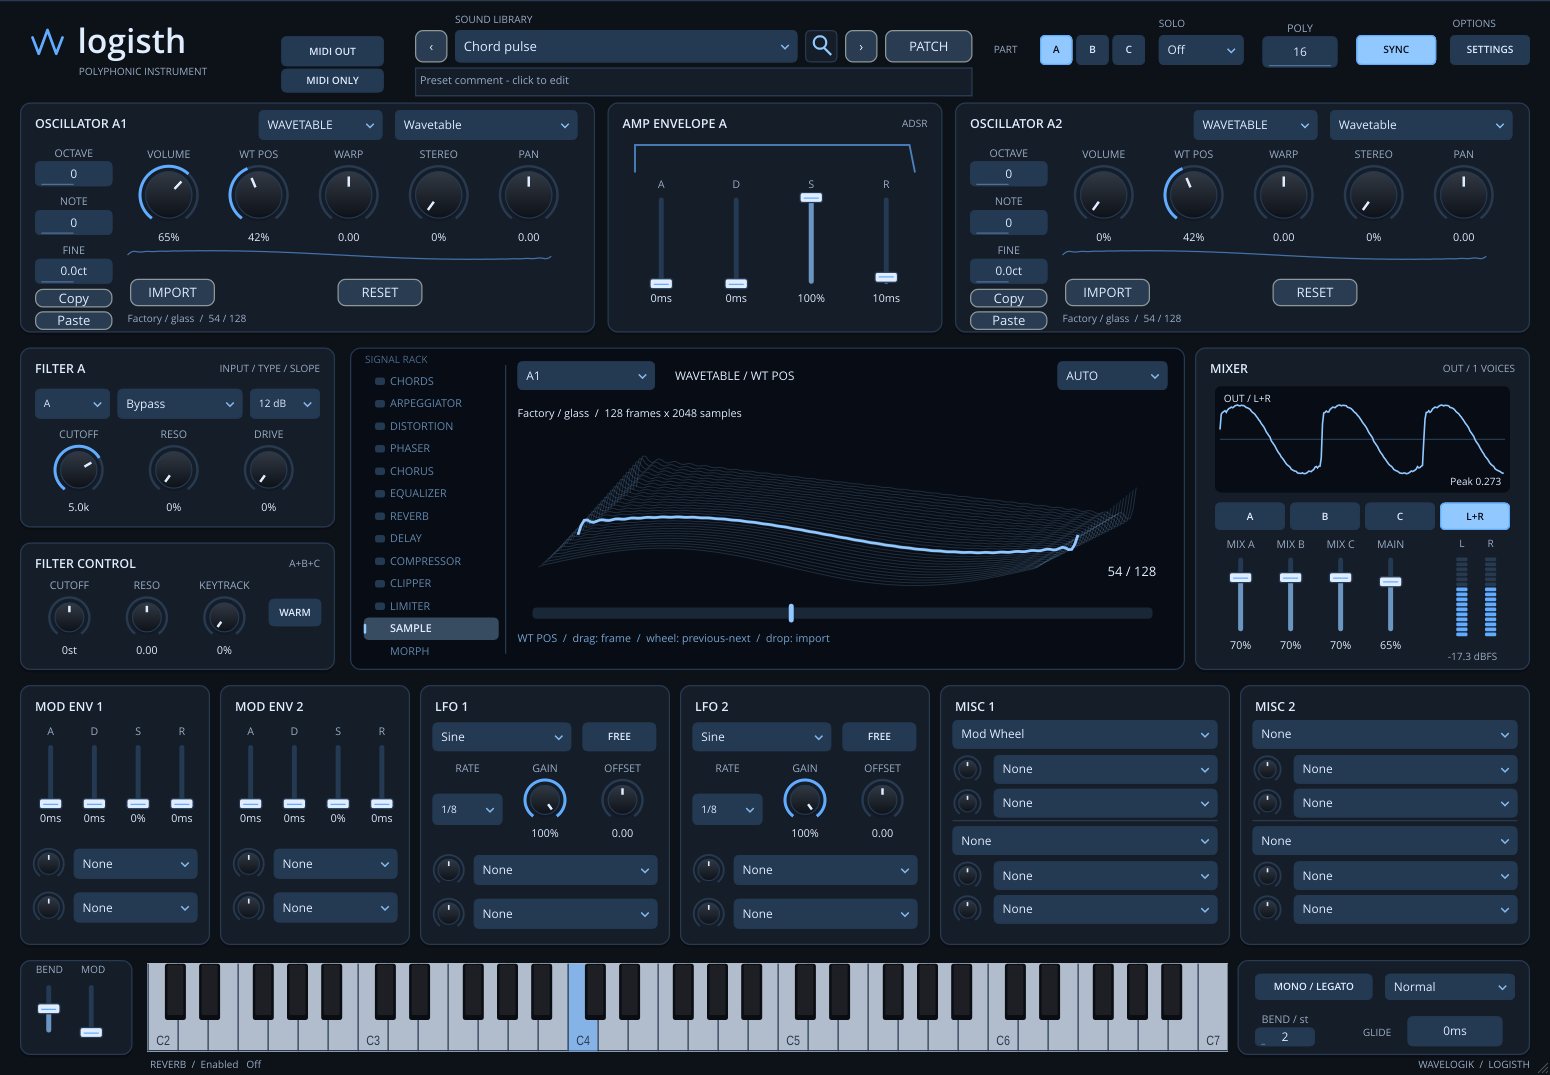 logisth
POLYPHONIC INSTRUMENT
MIDI OUT
MIDI ONLY
SOUND LIBRARY
‹ Chord pulse › PATCH
Preset comment - click to edit
PART A B C
SOLO
Off
POLY
16
SYNC
OPTIONS
SETTINGS
OSCILLATOR A1 WAVETABLE Wavetable
OCTAVE VOLUME WT POS WARP STEREO PAN
0
NOTE
0
65% 42% 0.00 0% 0.00
FINE
0.0ct
Copy
Paste
IMPORT RESET
Factory / glass / 54 / 128
AMP ENVELOPE A ADSR
A D S R
0ms 0ms 100% 10ms
OSCILLATOR A2 WAVETABLE Wavetable
OCTAVE VOLUME WT POS WARP STEREO PAN
0
NOTE
0
0% 42% 0.00 0% 0.00
FINE
0.0ct
Copy
Paste
IMPORT RESET
Factory / glass / 54 / 128
FILTER A INPUT / TYPE / SLOPE
A Bypass 12 dB
CUTOFF RESO DRIVE
5.0k 0% 0%
FILTER CONTROL A+B+C
CUTOFF RESO KEYTRACK
WARM
0st 0.00 0%
SIGNAL RACK
CHORDS
ARPEGGIATOR
DISTORTION
PHASER
CHORUS
EQUALIZER
REVERB
DELAY
COMPRESSOR
CLIPPER
LIMITER
SAMPLE
MORPH
A1 WAVETABLE / WT POS AUTO
Factory / glass / 128 frames x 2048 samples
54 / 128
WT POS / drag: frame / wheel: previous-next / drop: import
MIXER OUT / 1 VOICES
OUT / L+R
Peak 0.273
A B C L+R
MIX A MIX B MIX C MAIN L R
70% 70% 70% 65%
-17.3 dBFS
MOD ENV 1
A D S R
0ms 0ms 0% 0ms
None
None
MOD ENV 2
A D S R
0ms 0ms 0% 0ms
None
None
LFO 1
Sine FREE
RATE GAIN OFFSET
1/8
100% 0.00
None
None
LFO 2
Sine FREE
RATE GAIN OFFSET
1/8
100% 0.00
None
None
MISC 1
Mod Wheel
None
None
None
None
None
MISC 2
None
None
None
None
None
None
BEND MOD
C2 C3 C4 C5 C6 C7
MONO / LEGATO Normal
BEND / st
2
GLIDE 0ms
REVERB / Enabled Off
WAVELOGIK / LOGISTH